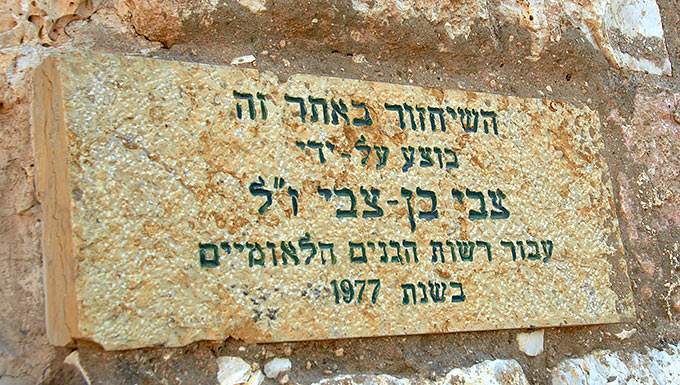 השיחזור באתר זה
בוצע על-ידי
צבי בן-צבי ז"ל
עבור רשות הגנים הלאומיים
בשנת 1977